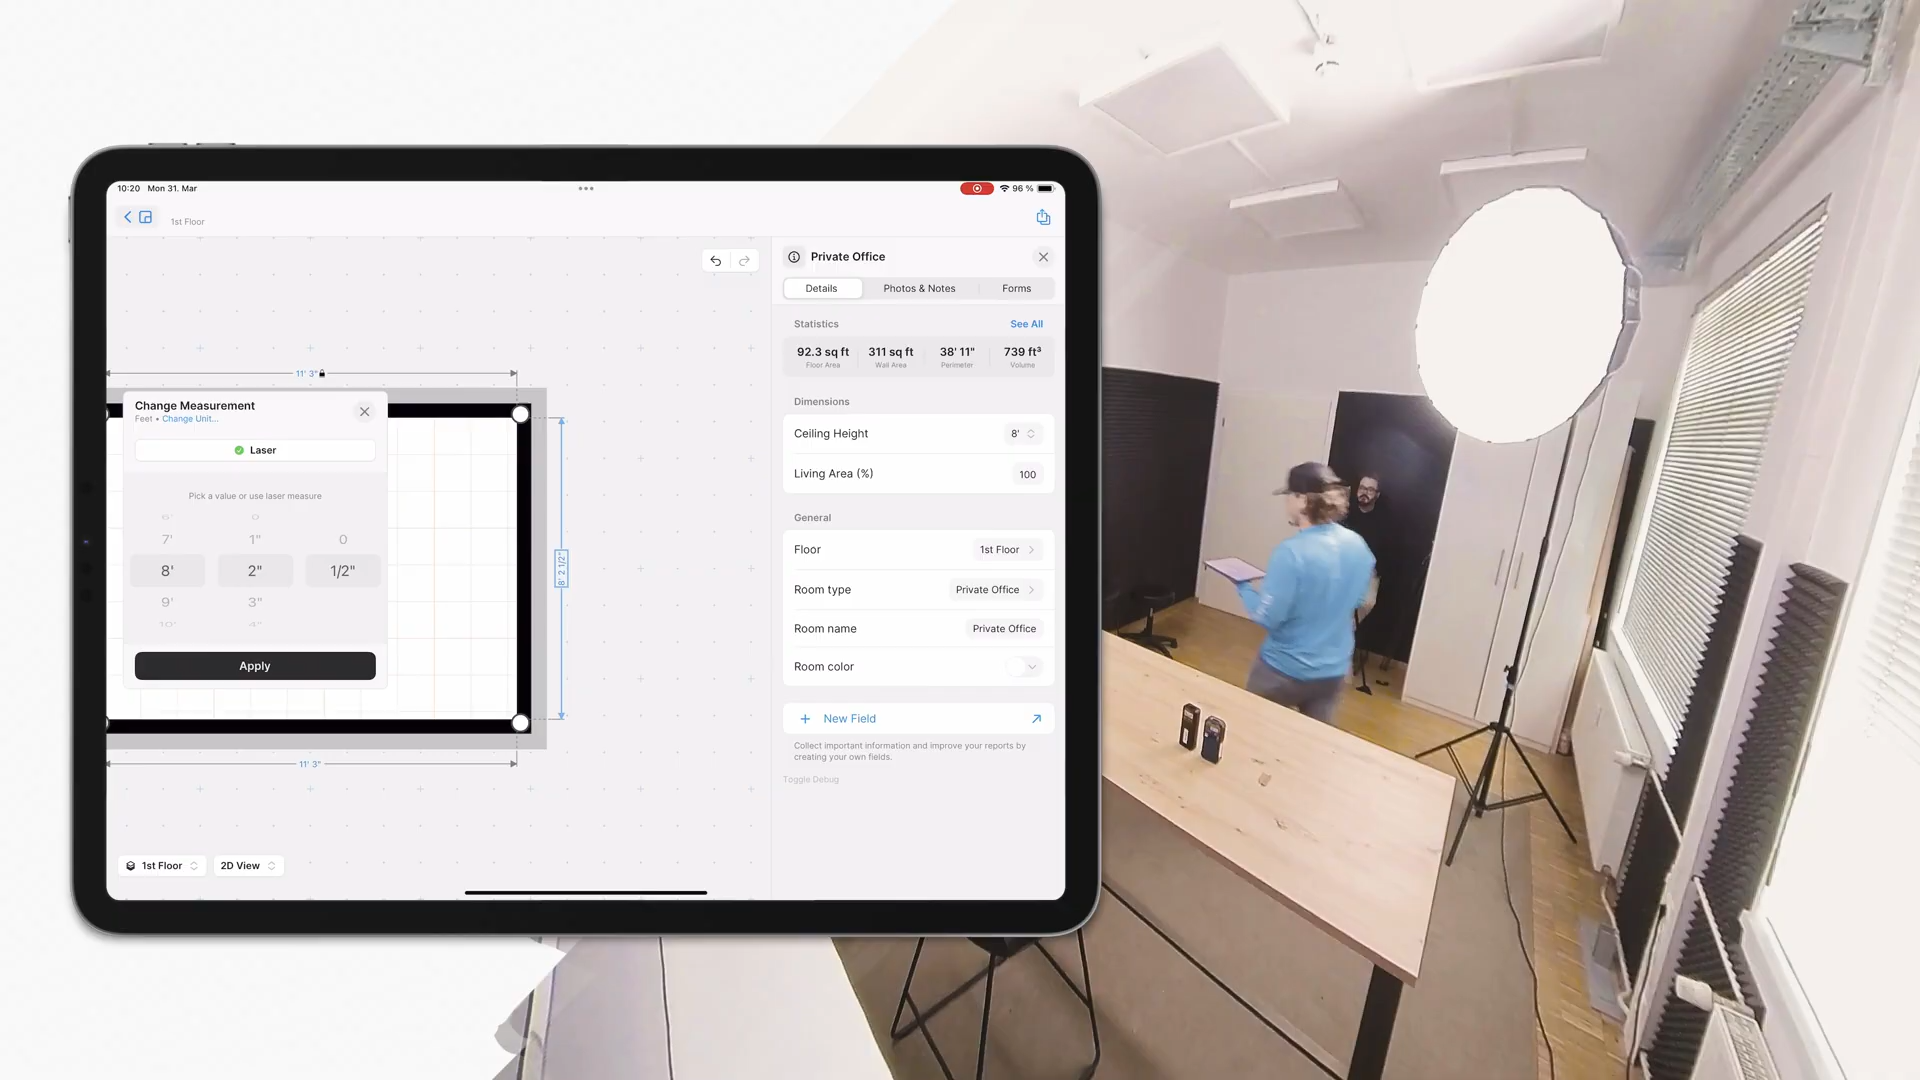 10:20 Mon 31. Mar
96 %
1st Floor
11' 3"
Change Measurement
Feet • Change Unit...
Laser
Pick a value or use laser measure
6' 0
7' 1" 0
8' 2" 1/2"
9' 3"
10' 4"
Apply
8' 2 1/2"
11' 3"
1st Floor
2D View
Private Office
Details Photos & Notes Forms
Statistics See All
92.3 sq ft 311 sq ft 38' 11" 739 ft³
Floor Area Wall Area Perimeter Volume
Dimensions
Ceiling Height 8'
Living Area (%) 100
General
Floor 1st Floor
Room type Private Office
Room name Private Office
Room color
+ New Field
Collect important information and improve your reports by
creating your own fields.
Toggle Debug